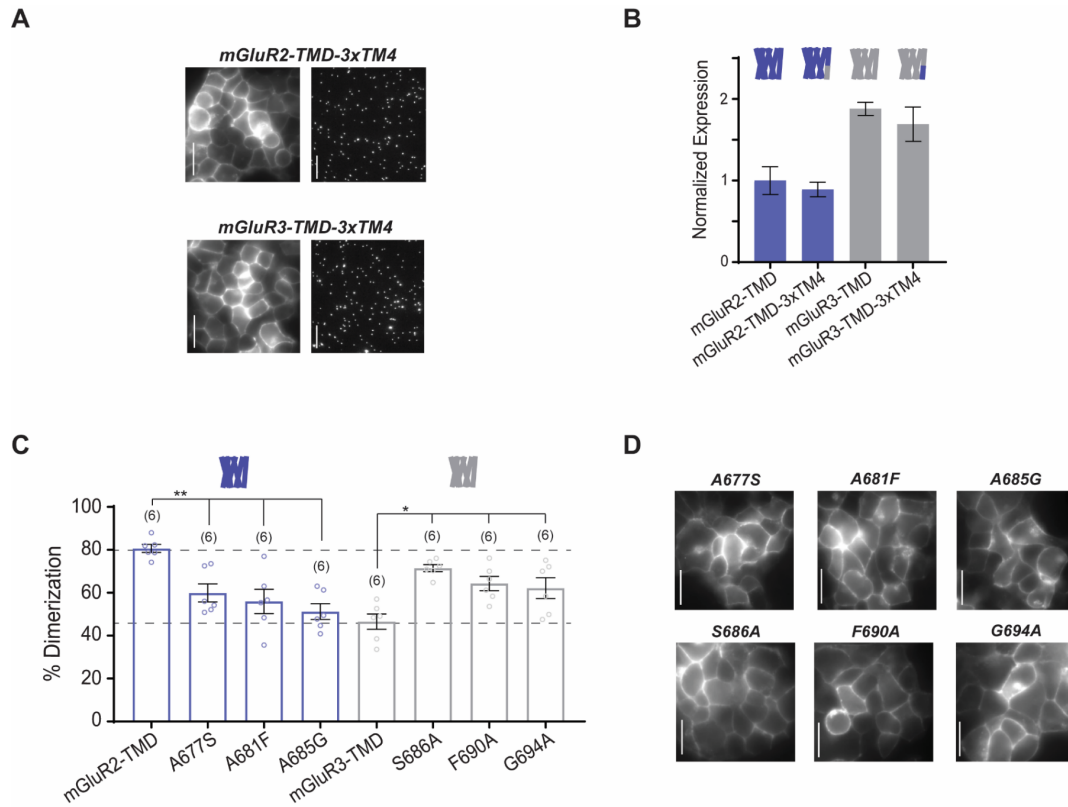 A
mGluR2-TMD-3xTM4
mGluR3-TMD-3xTM4
B
Normalized Expression
2
1
0
mGluR2-TMD
mGluR2-TMD-3xTM4
mGluR3-TMD
mGluR3-TMD-3xTM4
C
% Dimerization
100
80
60
40
20
0
**
*
(6)
(6)
(6)
(6)
(6)
(6)
(6)
(6)
mGluR2-TMD
A677S
A681F
A685G
mGluR3-TMD
S686A
F690A
G694A
D
A677S A681F A685G
S686A F690A G694A